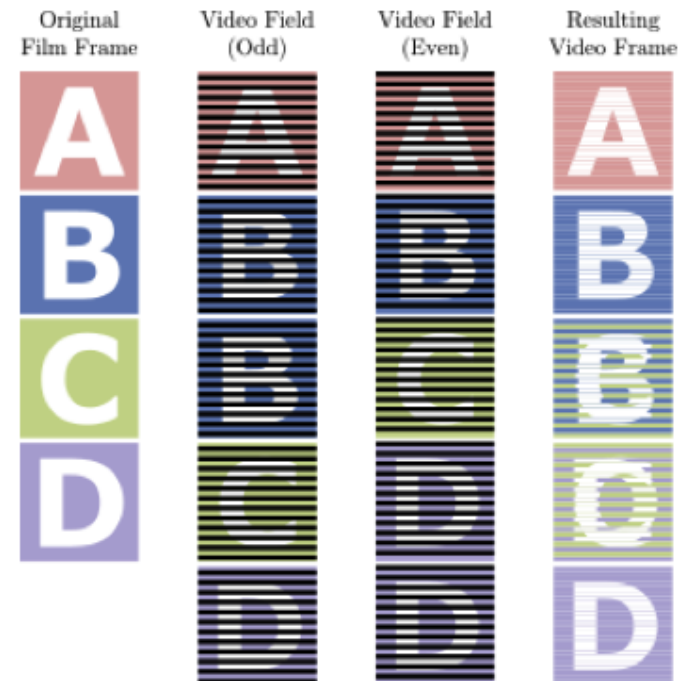 Original Film Frame
Video Field (Odd)
Video Field (Even)
Resulting Video Frame
A A A A
B B B B
C B C B
D C D C
D D D